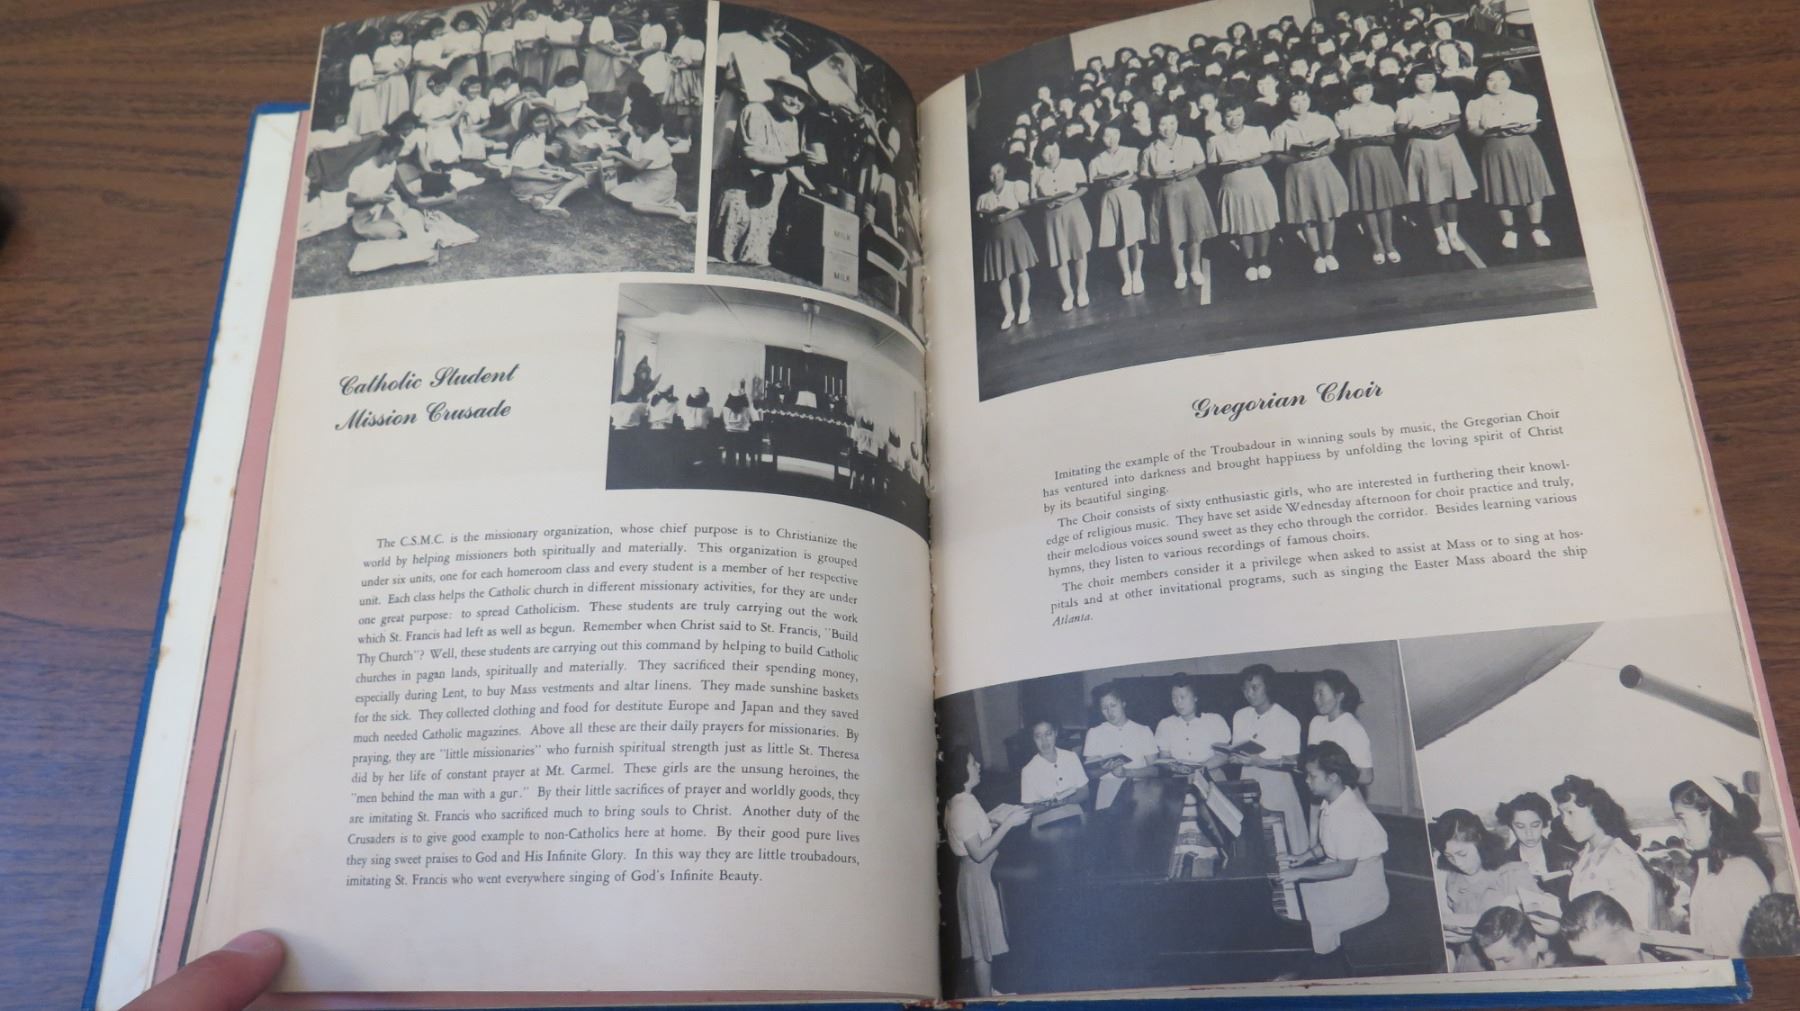 MILK
MILK
Catholic Student
Mission Crusade
The C.S.M.C. is the missionary organization, whose chief purpose is to Christianize the
world by helping missioners both spiritually and materially. This organization is grouped
under six units, one for each homeroom class and every student is a member of her respective
unit. Each class helps the Catholic church in different missionary activities, for they are under
one great purpose: to spread Catholicism. These students are truly carrying out the work
which St. Francis had left as well as begun. Remember when Christ said to St. Francis, "Build
Thy Church"? Well, these students are carrying out this command by helping to build Catholic
churches in pagan lands, spiritually and materially. They sacrificed their spending money,
especially during Lent, to buy Mass vestments and altar linens. They made sunshine baskets
for the sick. They collected clothing and food for destitute Europe and Japan and they saved
much needed Catholic magazines. Above all these are their daily prayers for missionaries. By
praying, they are "little missionaries" who furnish spiritual strength just as little St. Theresa
did by her life of constant prayer at Mt. Carmel. These girls are the unsung heroines, the
"men behind the man with a gur." By their little sacrifices of prayer and worldly goods, they
are imitating St. Francis who sacrificed much to bring souls to Christ. Another duty of the
Crusaders is to give good example to non-Catholics here at home. By their good pure lives
they sing sweet praises to God and His Infinite Glory. In this way they are little troubadours,
imitating St. Francis who went everywhere singing of God's Infinite Beauty.
Gregorian Choir
Imitating the example of the Troubadour in winning souls by music, the Gregorian Choir
has ventured into darkness and brought happiness by unfolding the loving spirit of Christ
by its beautiful singing.
The Choir consists of sixty enthusiastic girls, who are interested in furthering their knowl-
edge of religious music. They have set aside Wednesday afternoon for choir practice and truly,
their melodious voices sound sweet as they echo through the corridor. Besides learning various
hymns, they listen to various recordings of famous choirs.
The choir members consider it a privilege when asked to assist at Mass or to sing at hos-
pitals and at other invitational programs, such as singing the Easter Mass aboard the ship
Atlanta.